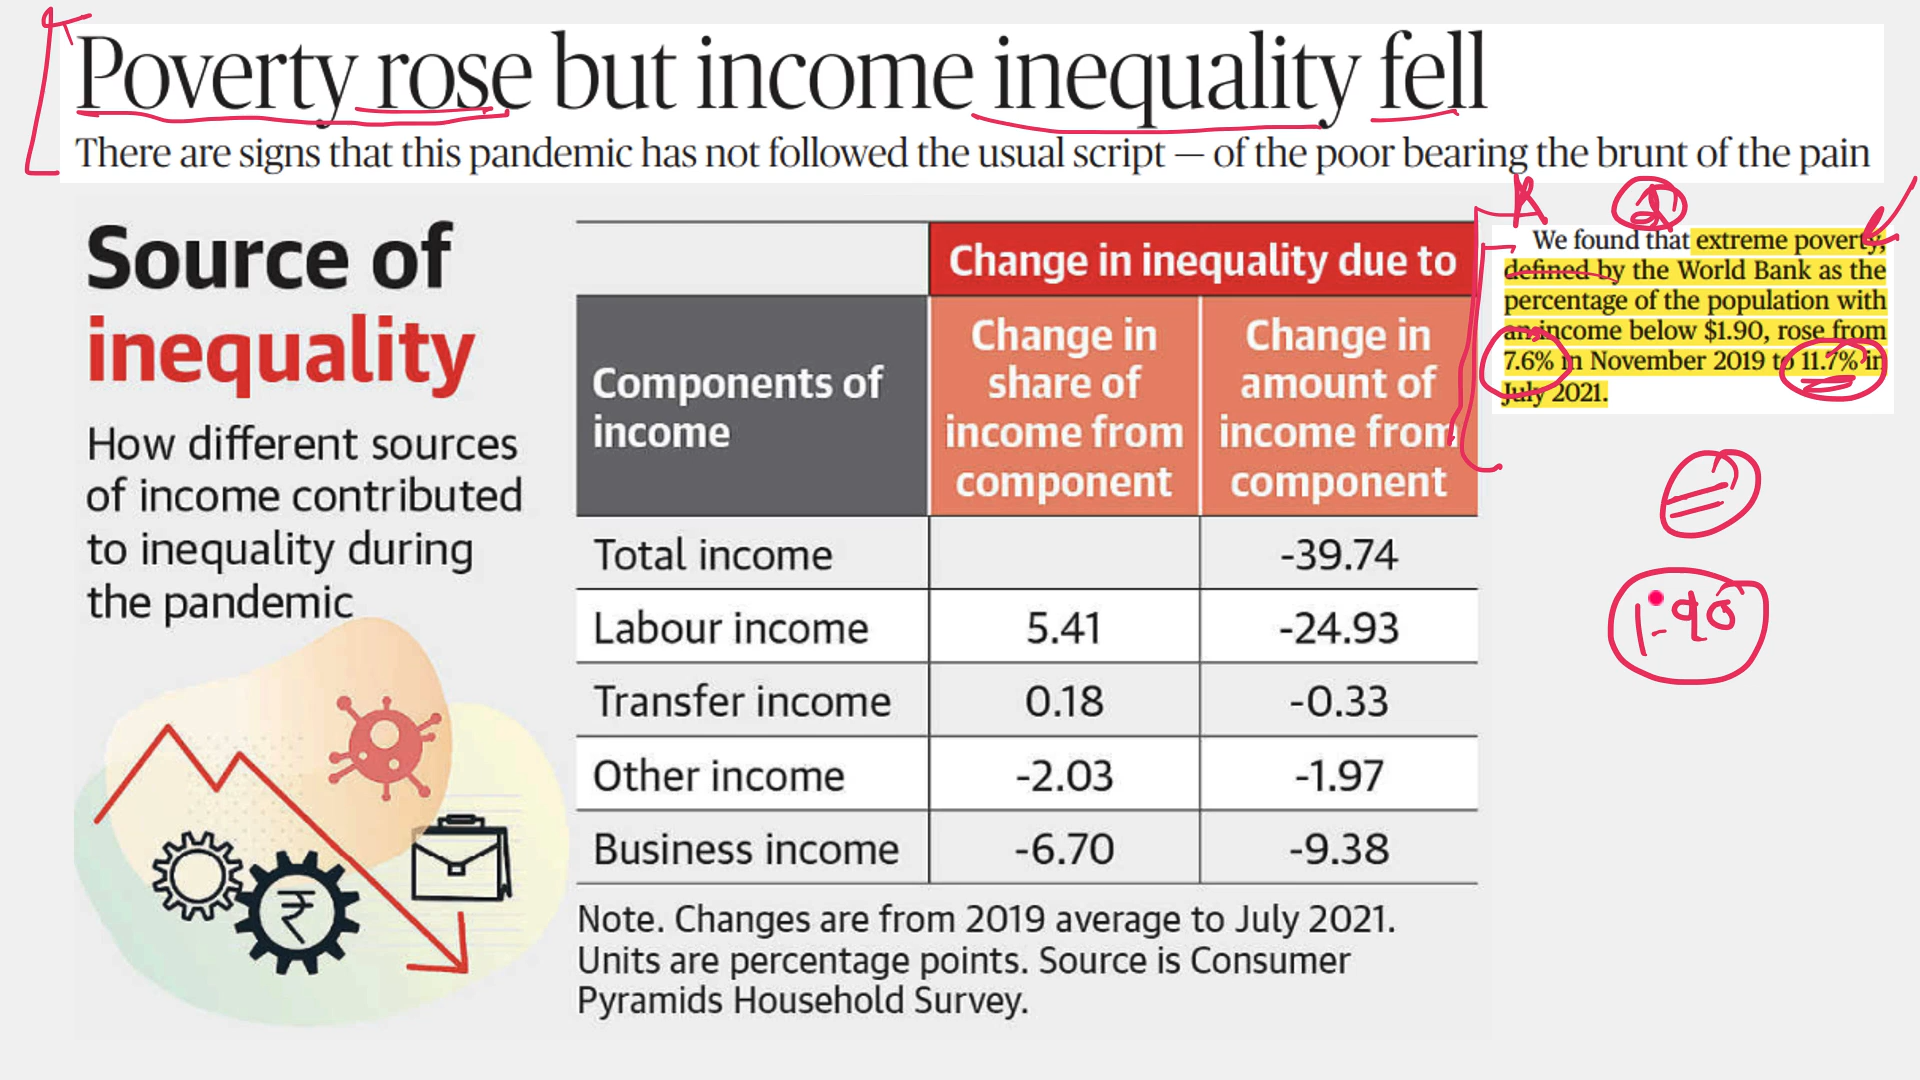 Poverty rose but income inequality fell
There are signs that this pandemic has not followed the usual script — of the poor bearing the brunt of the pain
Source of
inequality
How different sources
of income contributed
to inequality during
the pandemic
Change in inequality due to
Components of
income
Change in
share of
income from
component
Change in
amount of
income from
component
Total income -39.74
Labour income 5.41 -24.93
Transfer income 0.18 -0.33
Other income -2.03 -1.97
Business income -6.70 -9.38
Note. Changes are from 2019 average to July 2021.
Units are percentage points. Source is Consumer
Pyramids Household Survey.
We found that extreme poverty,
defined by the World Bank as the
percentage of the population with
an income below $1.90, rose from
7.6% in November 2019 to 11.7% in
July 2021.
1.90